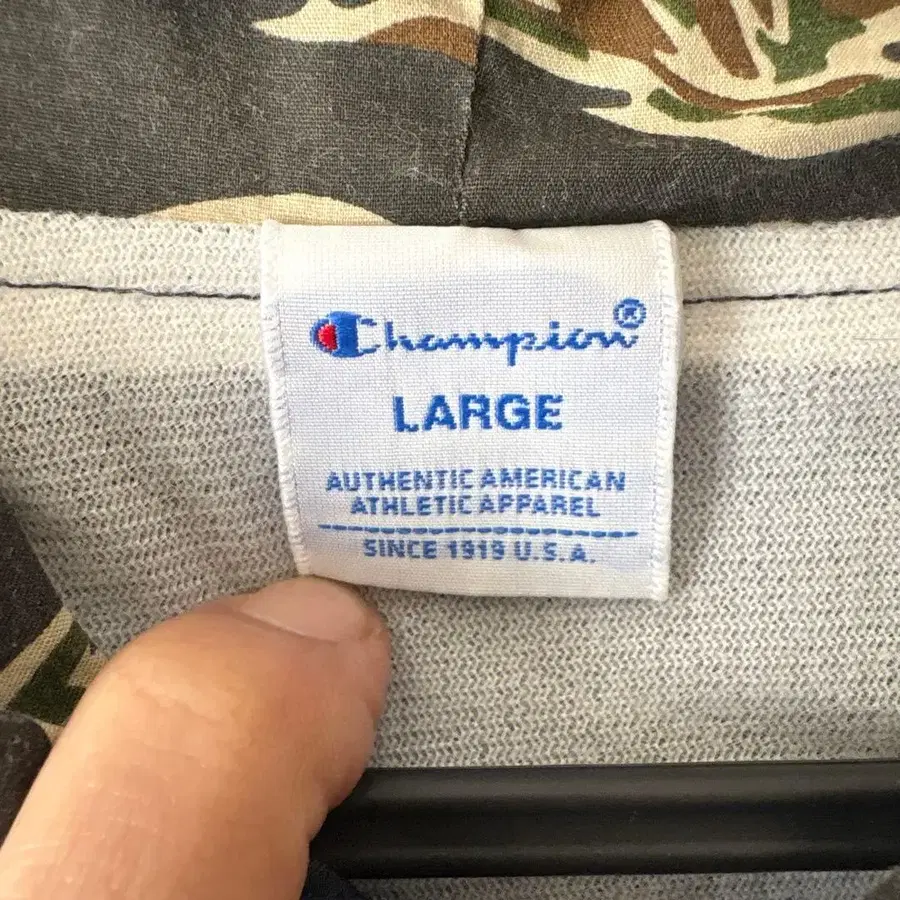 Champion®
LARGE
AUTHENTIC AMERICAN
ATHLETIC APPAREL
SINCE 1919 U.S.A.